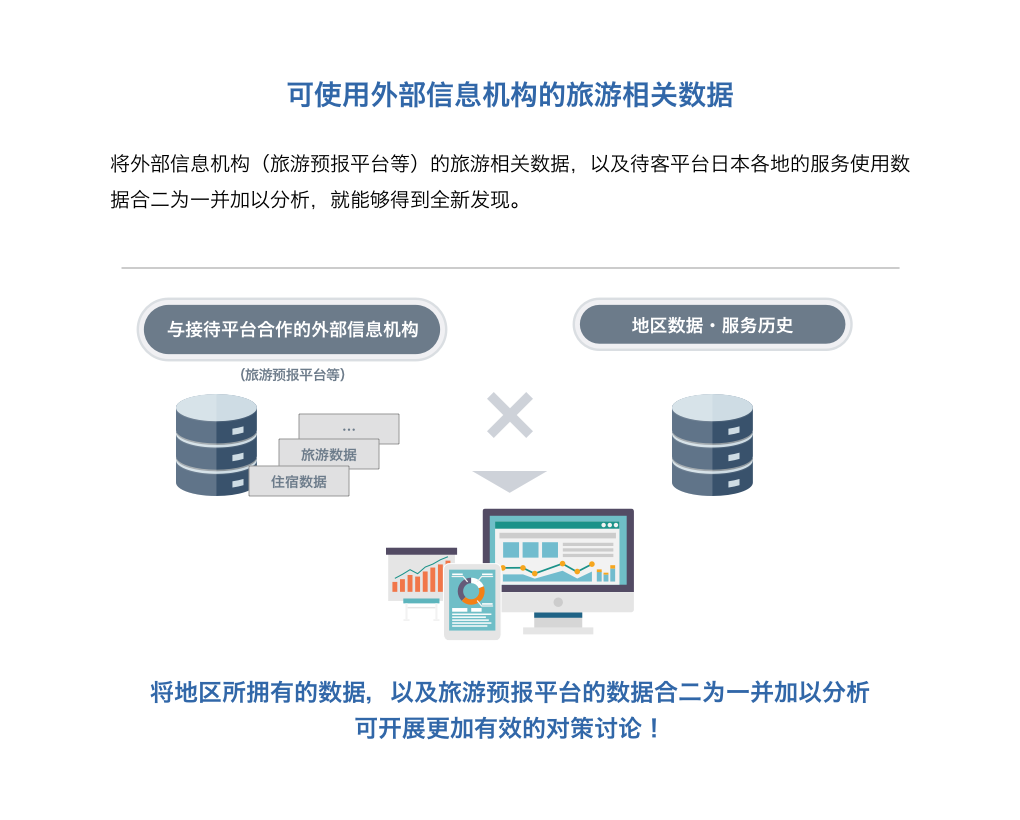 可使用外部信息机构的旅游相关数据
将外部信息机构（旅游预报平台等）的旅游相关数据，以及待客平台日本各地的服务使用数
据合二为一并加以分析，就能够得到全新发现。
与接待平台合作的外部信息机构
地区数据・服务历史
(旅游预报平台等)
…
旅游数据
住宿数据
将地区所拥有的数据，以及旅游预报平台的数据合二为一并加以分析
可开展更加有效的对策讨论！